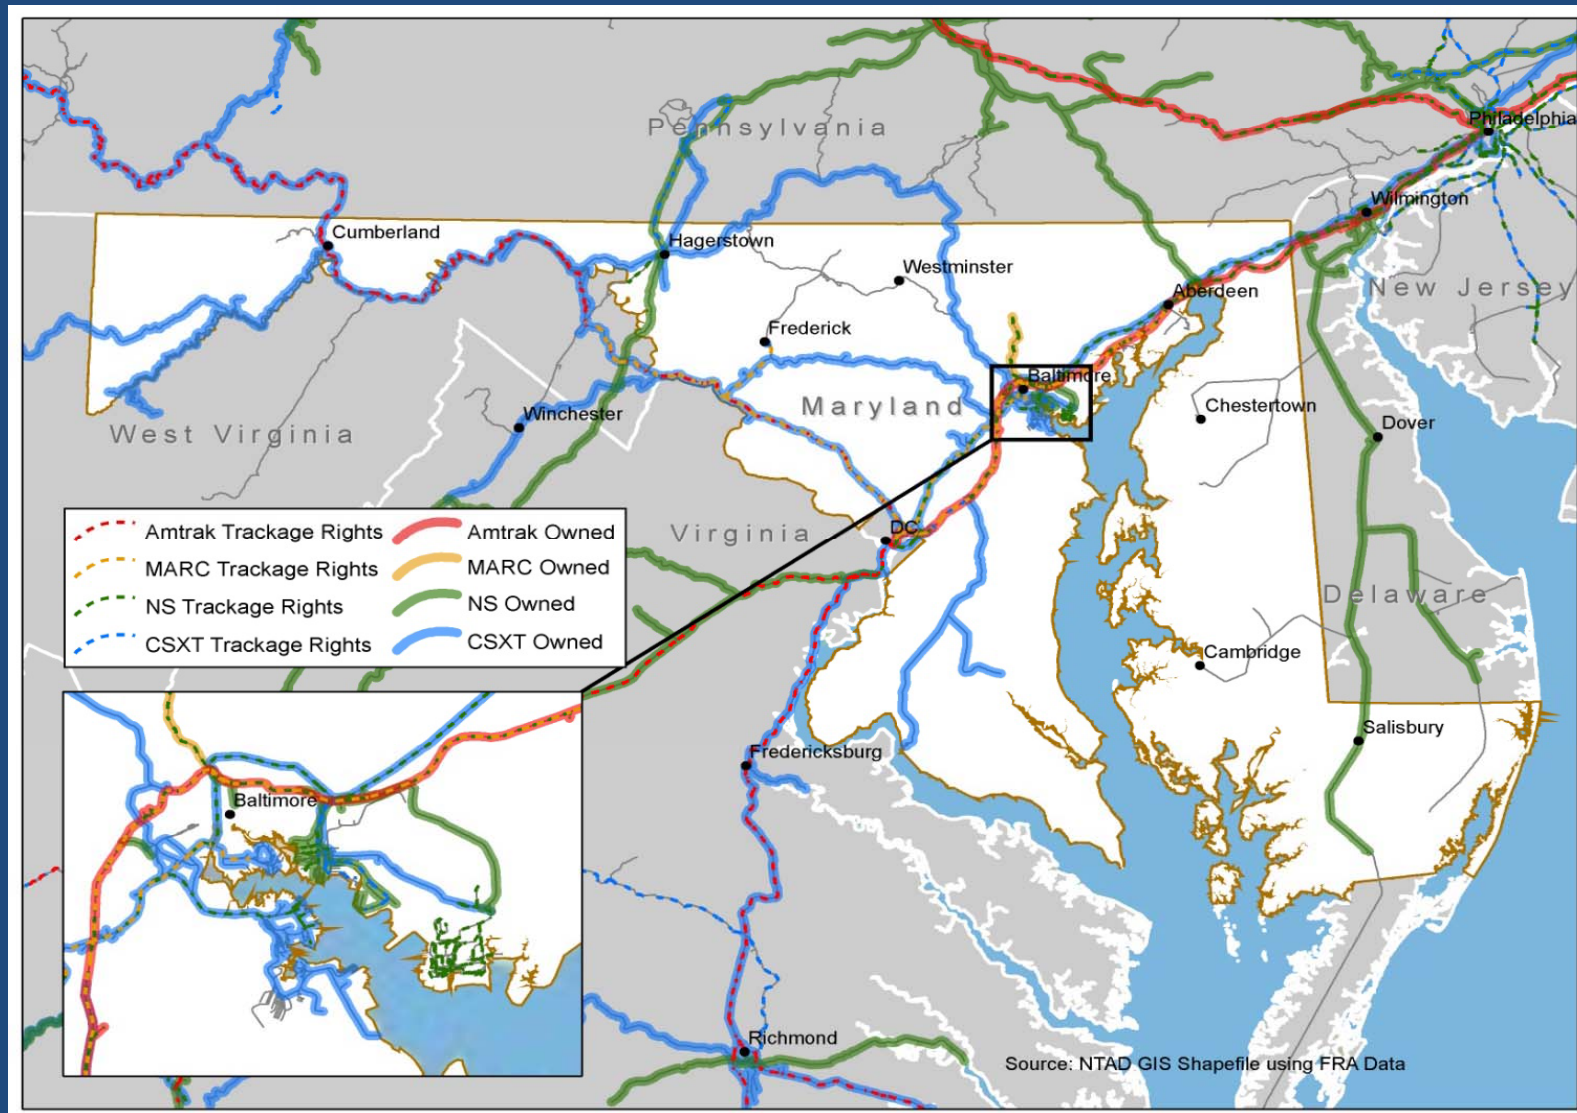 Pennsylvania
Philadelphia
Wilmington
Cumberland
Hagerstown
Westminster
New Jersey
Aberdeen
Frederick
Baltimore
Maryland
Chestertown
Winchester
West Virginia
Dover
Virginia
DC
Amtrak Trackage Rights
Amtrak Owned
MARC Trackage Rights
MARC Owned
NS Trackage Rights
NS Owned
CSXT Trackage Rights
CSXT Owned
Delaware
Cambridge
Salisbury
Fredericksburg
Baltimore
Richmond
Source: NTAD GIS Shapefile using FRA Data